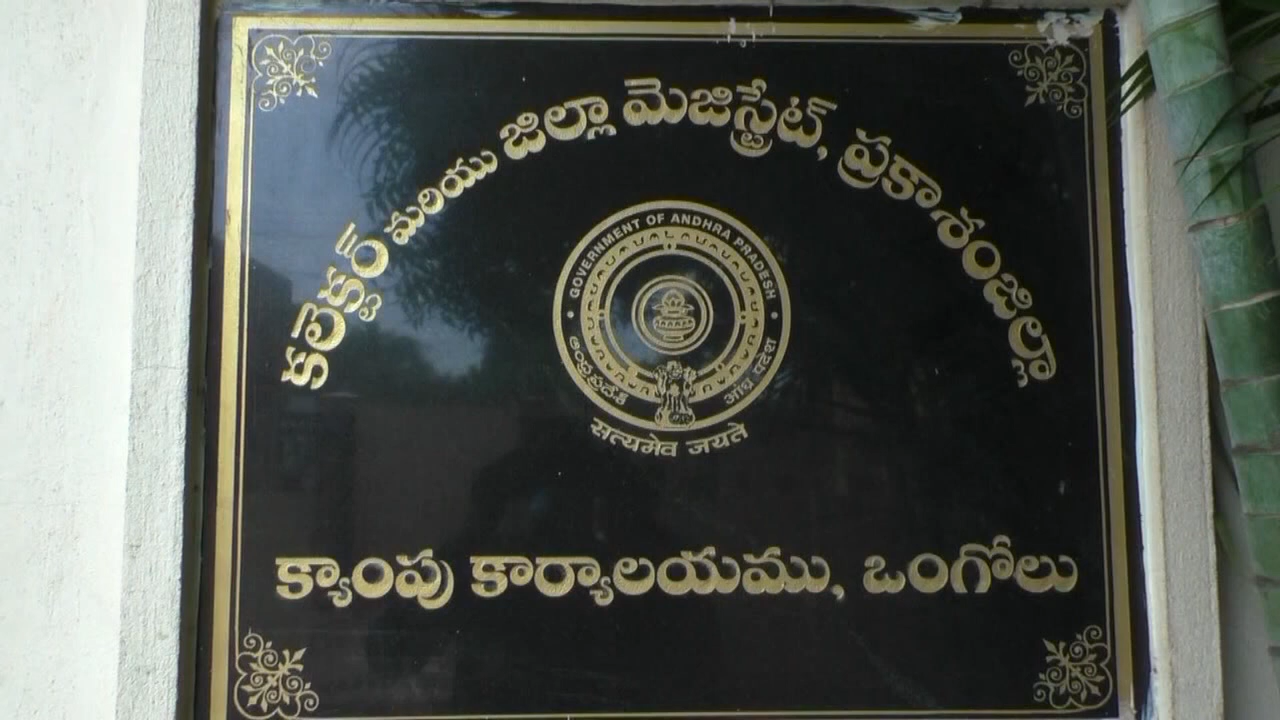 కలెక్టర్ మరియు జిల్లా మెజిస్ట్రేట్, ప్రకాశంజిల్లా
GOVERNMENT OF ANDHRA PRADESH
ఆంధ్రప్రదేశ్
सत्यमेव जयते
క్యాంపు కార్యాలయము, ఒంగోలు